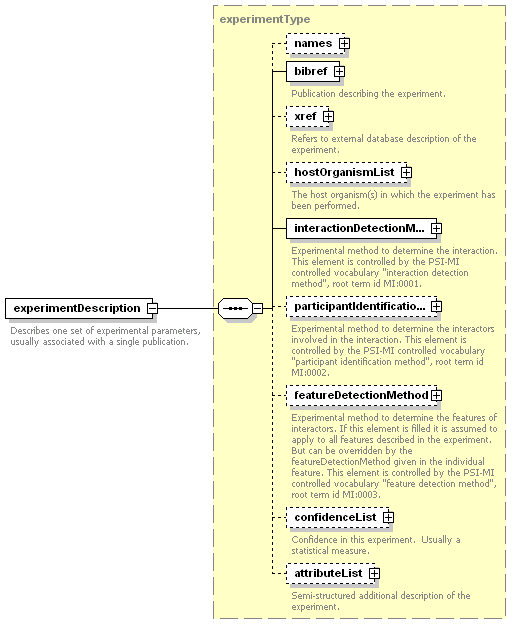 experimentType
names
bibref
Publication describing the experiment.
xref
Refers to external database description of the
experiment.
hostOrganismList
The host organism(s) in which the experiment has
been performed.
interactionDetectionM...
Experimental method to determine the interaction.
This element is controlled by the PSI-MI
controlled vocabulary "interaction detection
method", root term id MI:0001.
experimentDescription
Describes one set of experimental parameters,
usually associated with a single publication.
participantIdentificatio...
Experimental method to determine the interactors
involved in the interaction. This element is
controlled by the PSI-MI controlled vocabulary
"participant identification method", root term id
MI:0002.
featureDetectionMethod
Experimental method to determine the features of
interactors. If this element is filled it is assumed to
apply to all features described in the experiment.
But can be overridden by the
featureDetectionMethod given in the individual
feature. This element is controlled by the PSI-MI
controlled vocabulary "feature detection method",
root term id MI:0003.
confidenceList
Confidence in this experiment.  Usually a
statistical measure.
attributeList
Semi-structured additional description of the
experiment.